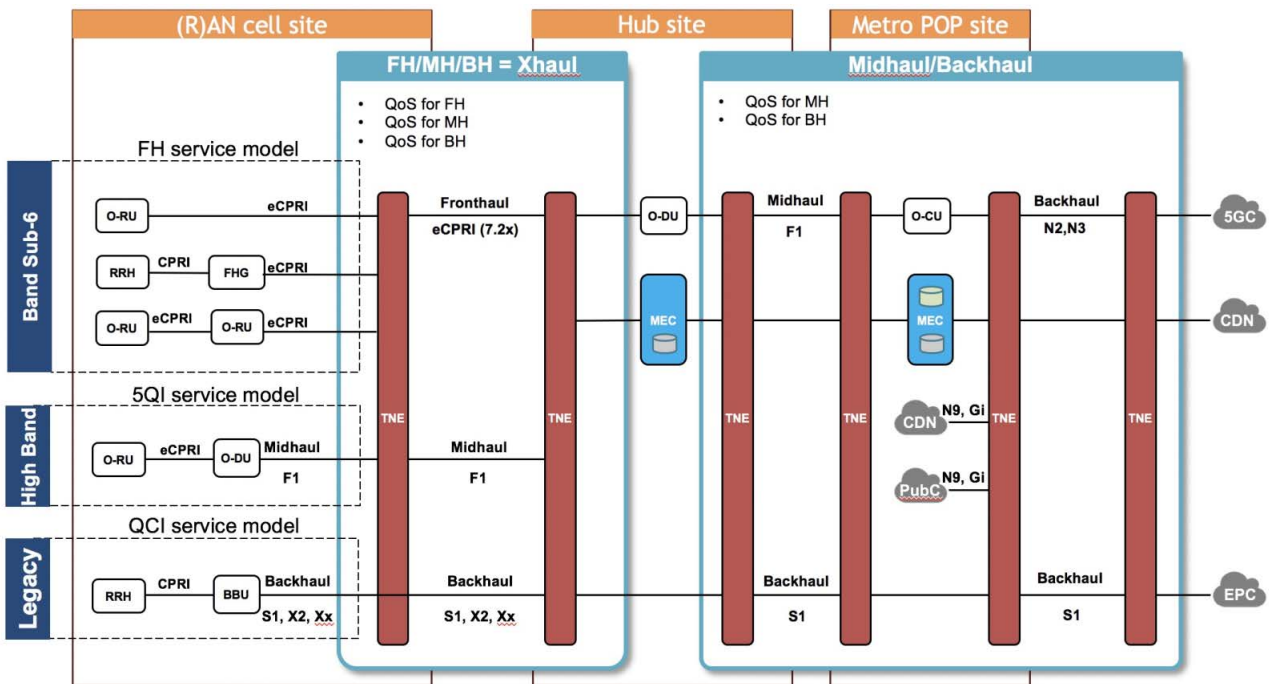 (R)AN cell site
Hub site
Metro POP site
FH/MH/BH = Xhaul
Midhaul/Backhaul
• QoS for FH
• QoS for MH
• QoS for BH
• QoS for MH
• QoS for BH
FH service model
Band Sub-6
O-RU
eCPRI
Fronthaul
eCPRI (7.2x)
O-DU
Midhaul
F1
O-CU
Backhaul
N2,N3
5GC
RRH
CPRI
FHG
eCPRI
O-RU
eCPRI
O-RU
eCPRI
MEC
MEC
CDN
5QI service model
High Band
TNE
TNE
TNE
TNE
TNE
TNE
CDN
N9, Gi
O-RU
eCPRI
O-DU
Midhaul
F1
Midhaul
F1
PubC
N9, Gi
QCI service model
Legacy
RRH
CPRI
BBU
Backhaul
S1, X2, Xx
Backhaul
S1, X2, Xx
Backhaul
S1
Backhaul
S1
EPC